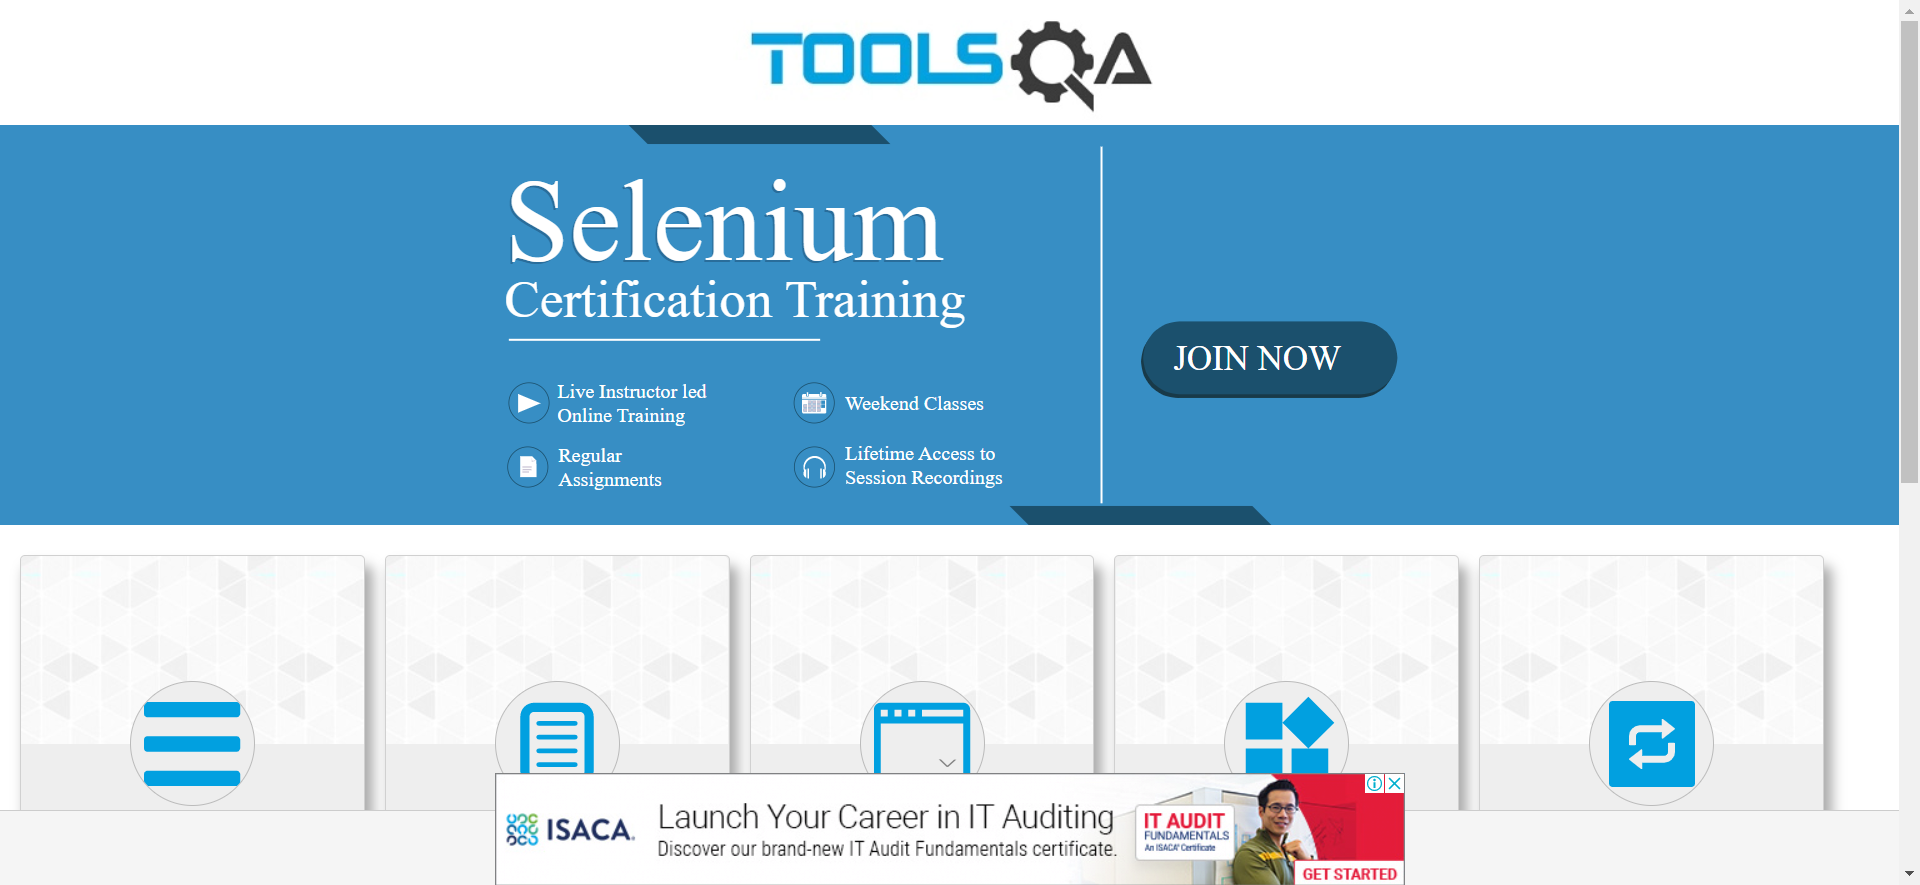 TOOLSQA
Selenium
Certification Training
JOIN NOW
Live Instructor led
Online Training
Weekend Classes
Regular
Assignments
Lifetime Access to
Session Recordings
ISACA.
Launch Your Career in IT Auditing
Discover our brand-new IT Audit Fundamentals certificate.
IT AUDIT
FUNDAMENTALS
An ISACA® Certificate
GET STARTED